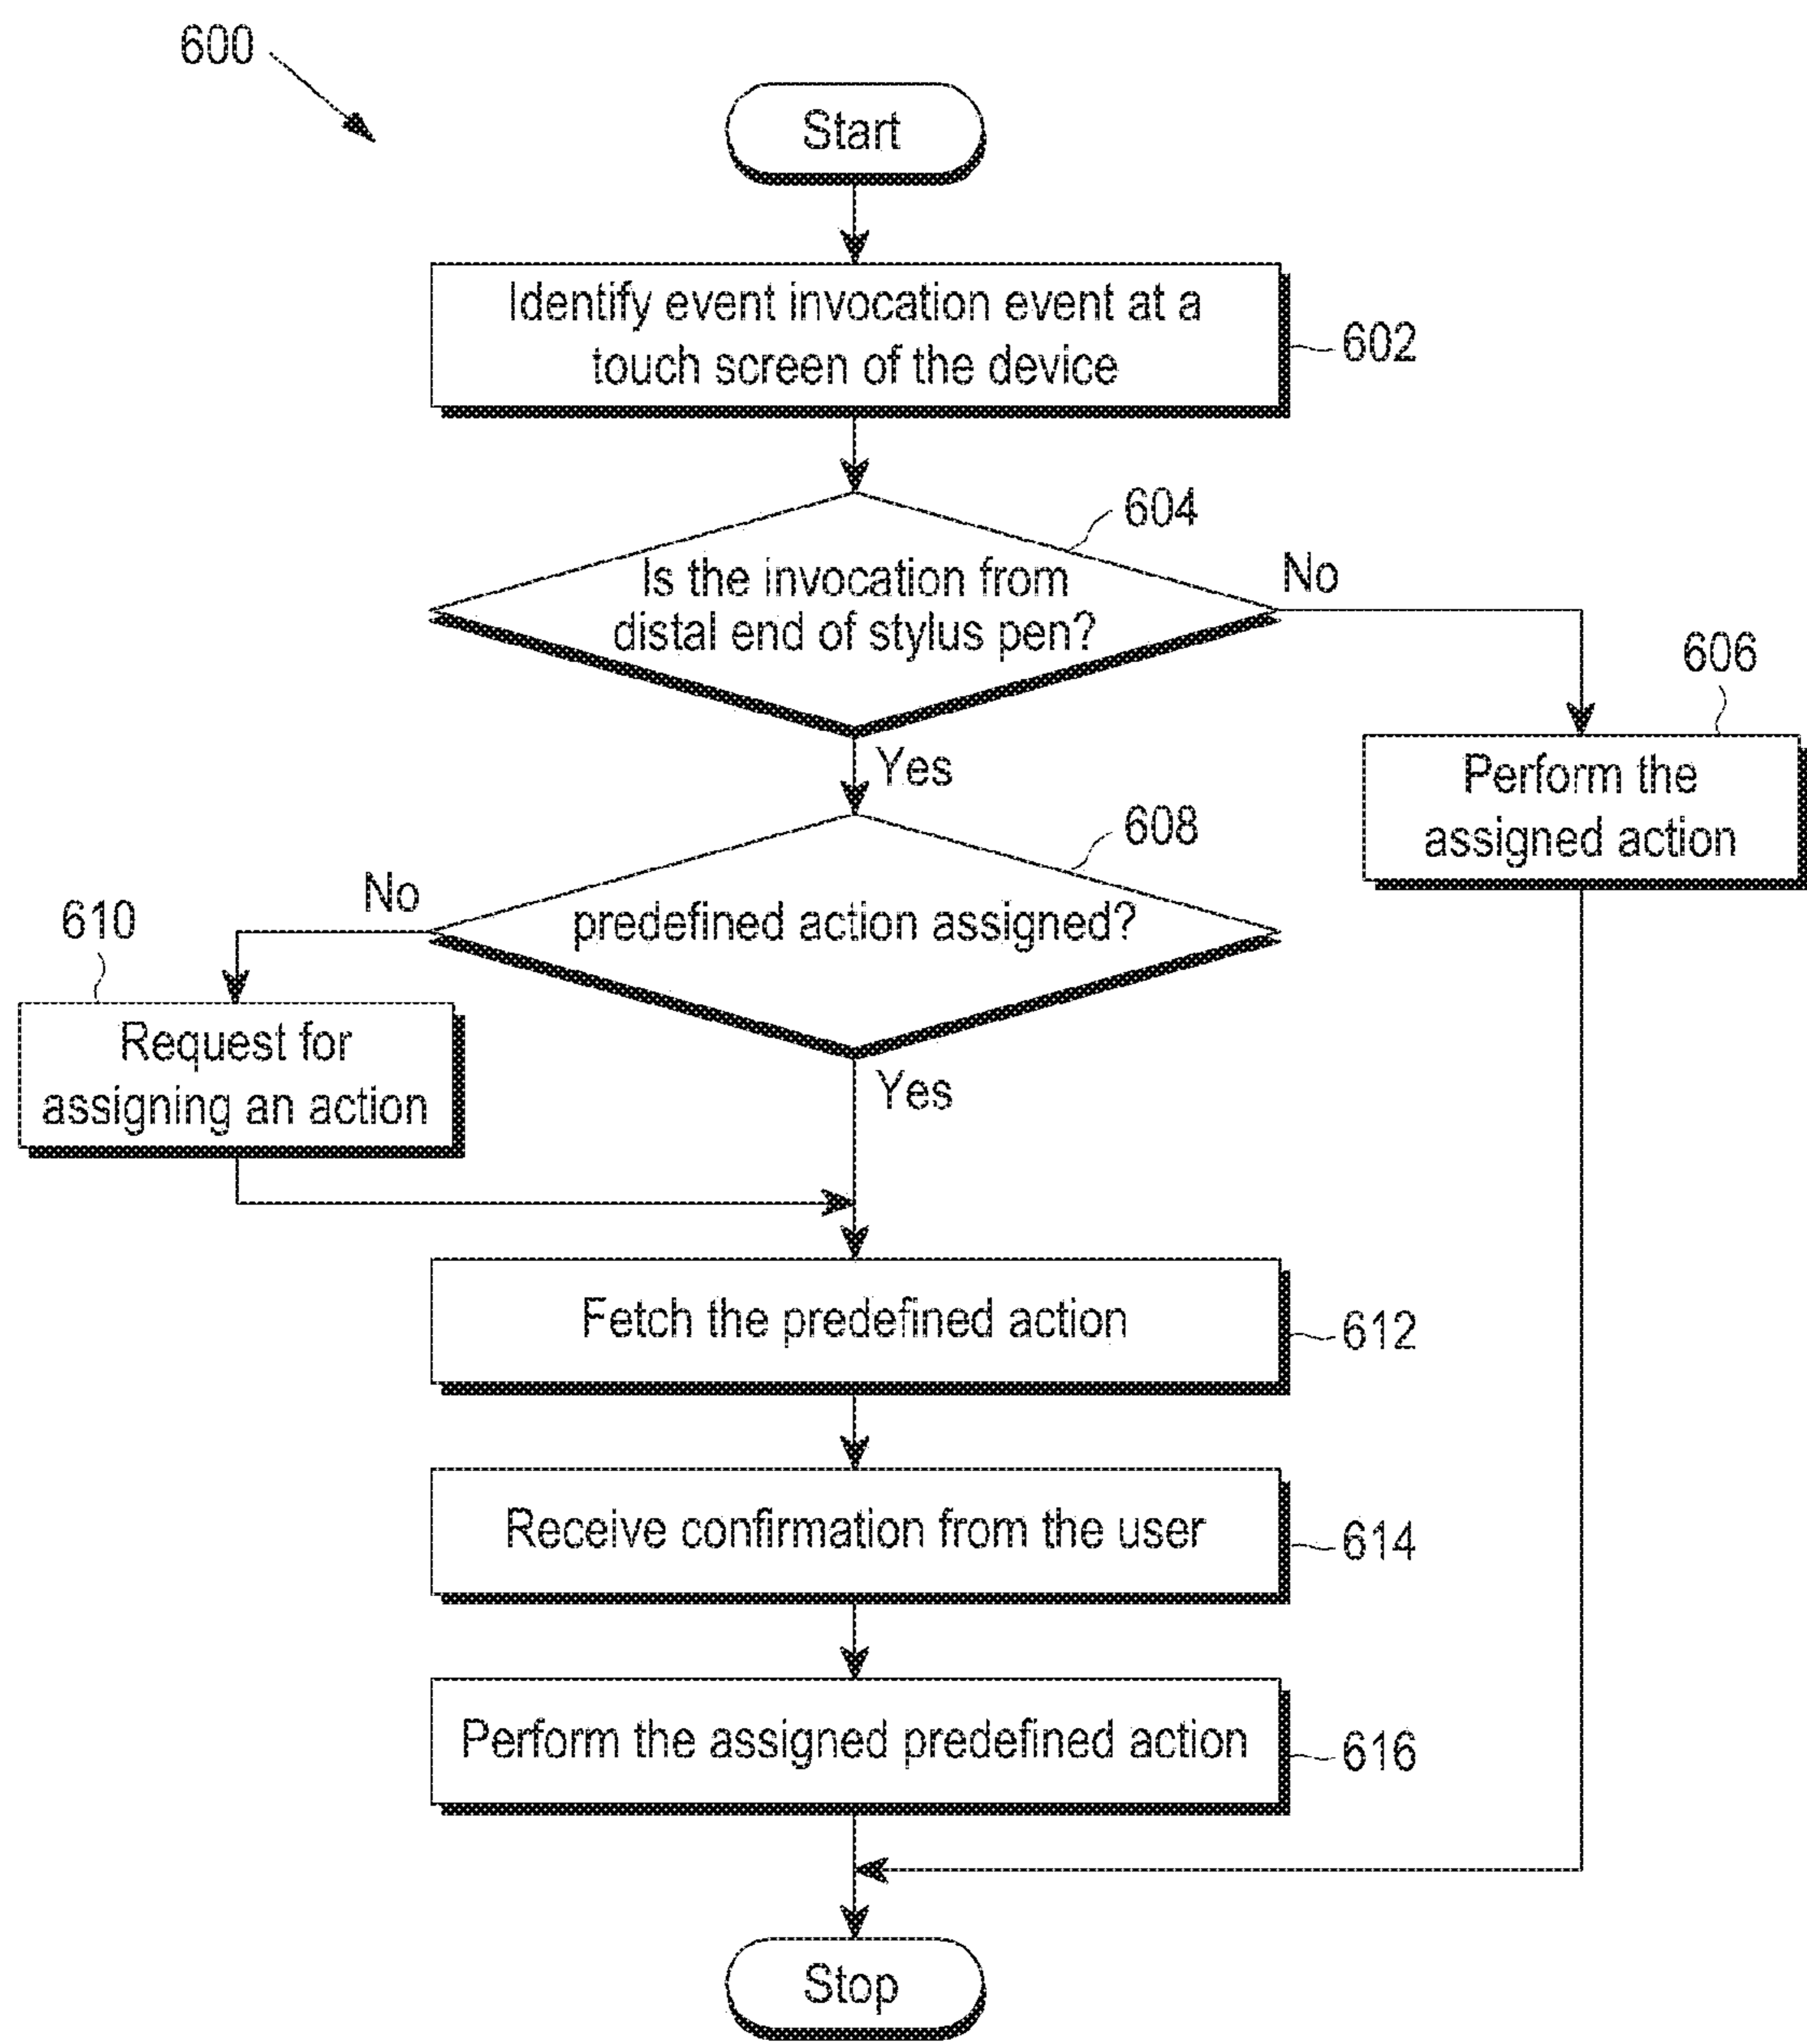 600
Start
Identify event invocation event at a
touch screen of the device
602
604
Is the invocation from
distal end of stylus pen?
No
606
Perform the
assigned action
Yes
608
predefined action assigned?
No
610
Request for
assigning an action
Yes
Fetch the predefined action
612
Receive confirmation from the user
614
Perform the assigned predefined action
616
Stop